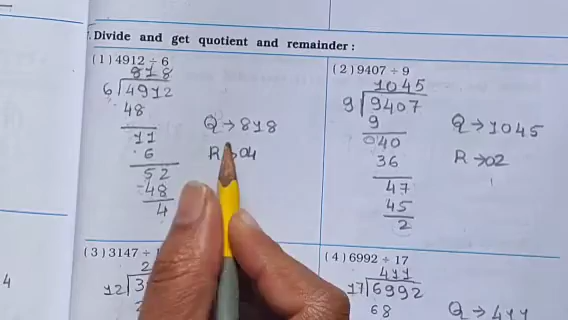 Divide and get quotient and remainder :
(1) 4912 ÷ 6
818
6 4912
48
11
6
52
-48
4
Q → 818
R → 04
(2) 9407 ÷ 9
1045
9 9407
9
040
36
47
45
2
Q → 1045
R → 02
4
(3) 3147 ÷
2
12 3
(4) 6992 ÷ 17
411
17 6992
68
Q → 411